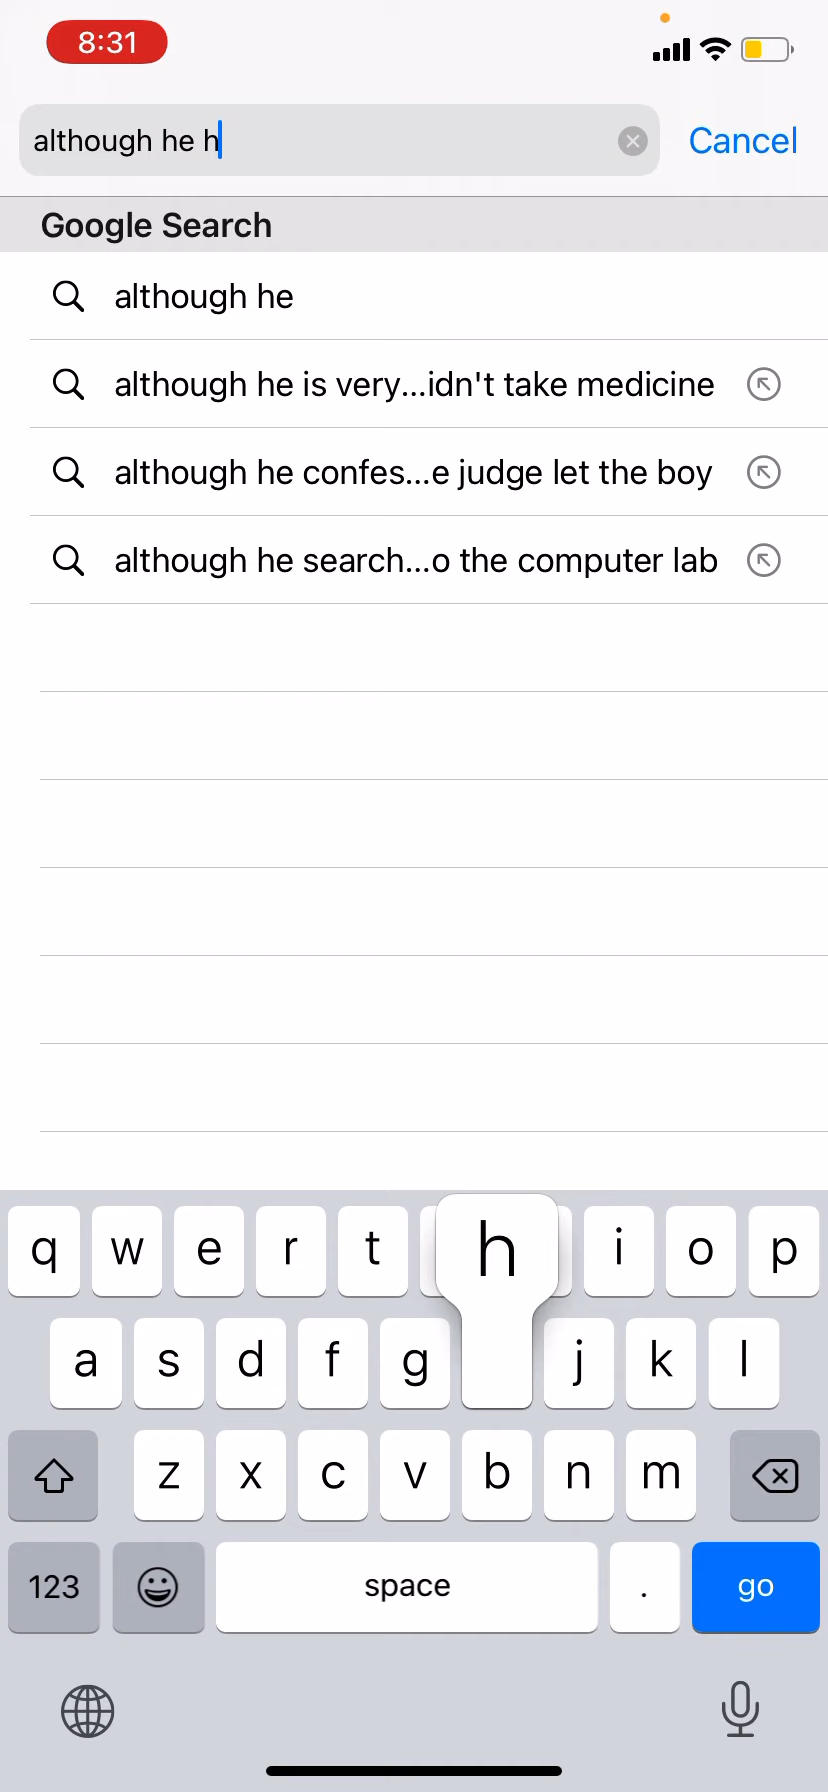 8:31
although he h
Cancel
Google Search
although he
although he is very...idn't take medicine
although he confes...e judge let the boy
although he search...o the computer lab
q w e r t h i o p
a s d f g j k l
z x c v b n m
123 space . go